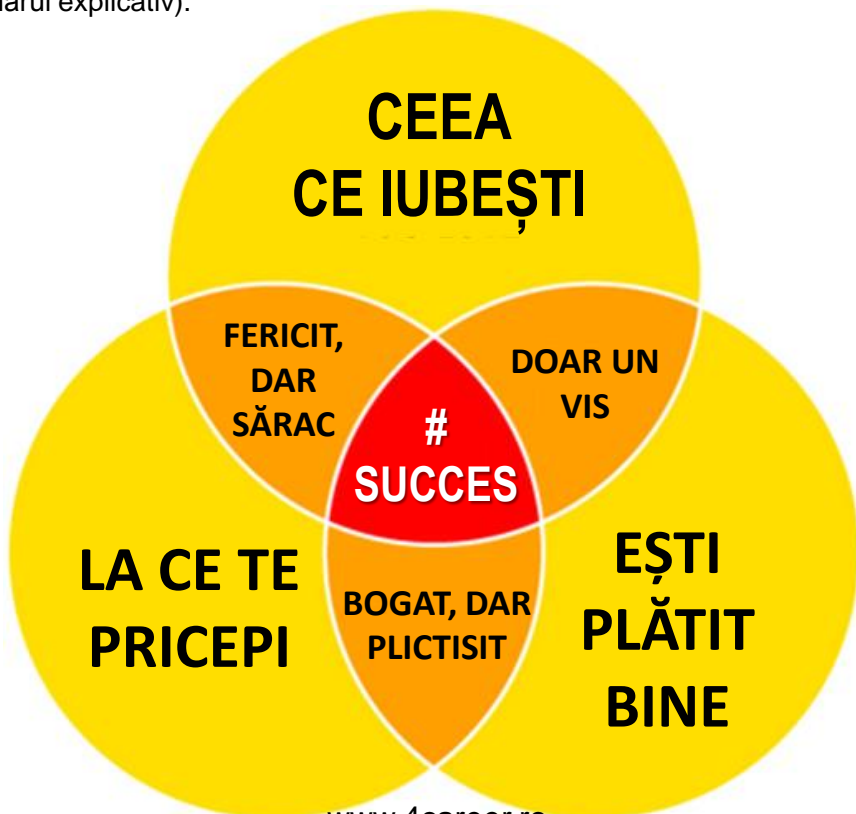 explicativ).
CEEA
CE IUBEȘTI
FERICIT,
DAR
SĂRAC
DOAR UN
VIS
#
SUCCES
LA CE TE
PRICEPI
BOGAT, DAR
PLICTISIT
EȘTI
PLĂTIT
BINE